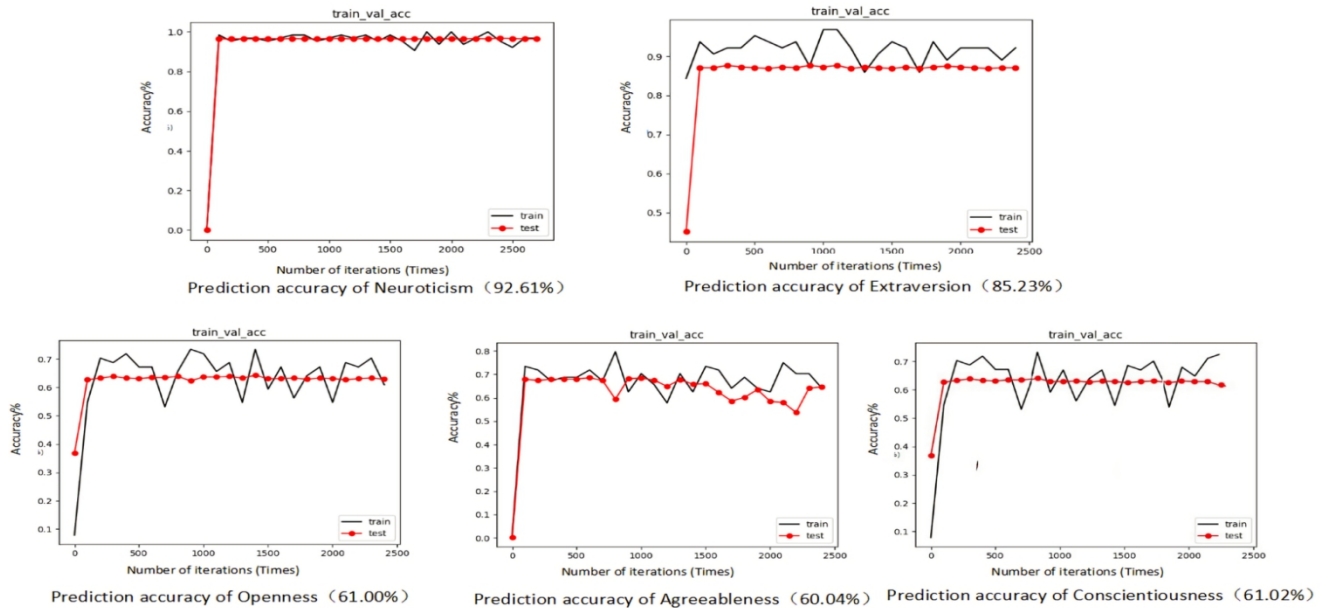 train_val_acc
1.0
0.8
0.6
0.4
0.2
0.0
Accuracy%
train
test
0
500
1000
1500
2000
2500
Number of iterctions (Times)
Prediction accuracy of Neuroticism（92.61%）
train_val_acc
0.9
0.8
0.7
0.6
0.5
Accuracy%
train
test
0
500
1000
1500
2000
2500
Number of iterations (Times)
Prediction accuracy of Extraversion（85.23%）
train_val_acc
0.7
0.6
0.5
0.4
0.3
0.2
0.1
Accuracy%
train
test
0
500
1000
1500
2000
2500
Number of iterations (Times)
Prediction accuracy of Openness（61.00%）
train_val_acc
0.8
0.7
0.6
0.5
0.4
0.3
0.2
0.1
0.0
Accuracy%
train
test
0
500
1000
1500
2000
2500
Number of iterations (Times)
Prediction accuracy of Agreeableness（60.04%）
train_val_acc
0.7
0.6
0.5
0.4
0.3
0.2
0.1
Accuracy%
train
test
0
500
1000
1500
2000
2500
Number of iterations (Times)
Prediction accuracy of Conscientiousness（61.02%）